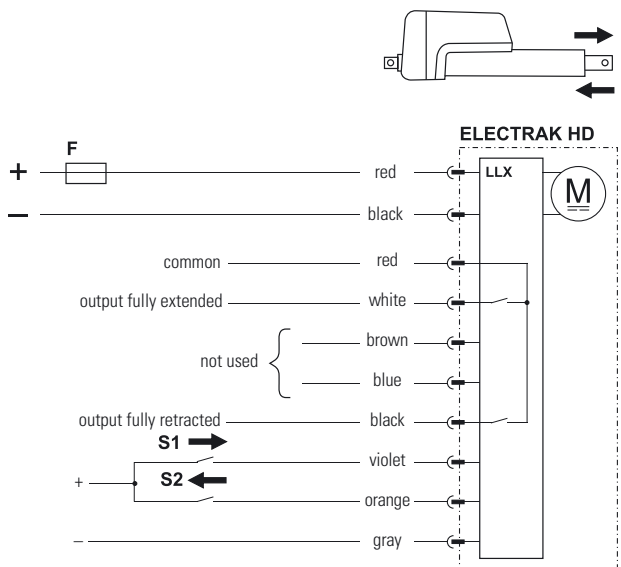 ELECTRAK HD
F
+ red LLX
M
– black
common red
output fully extended white
brown
not used
blue
output fully retracted black
S1
violet
+ S2
orange
– gray